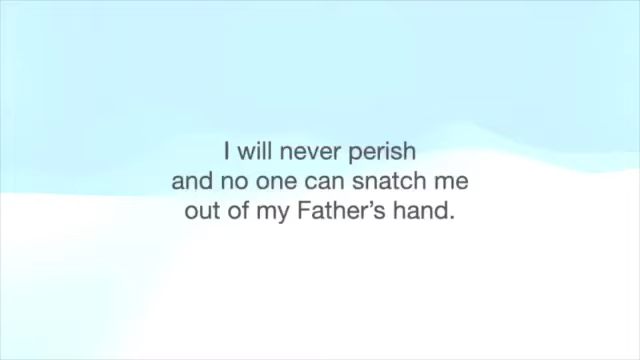 I will never perish
and no one can snatch me
out of my Father’s hand.